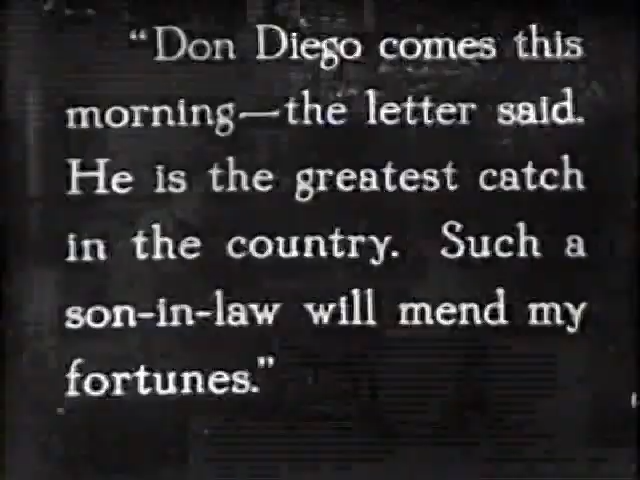 “Don Diego comes this
morning—the letter said.
He is the greatest catch
in the country. Such a
son-in-law will mend my
fortunes.”